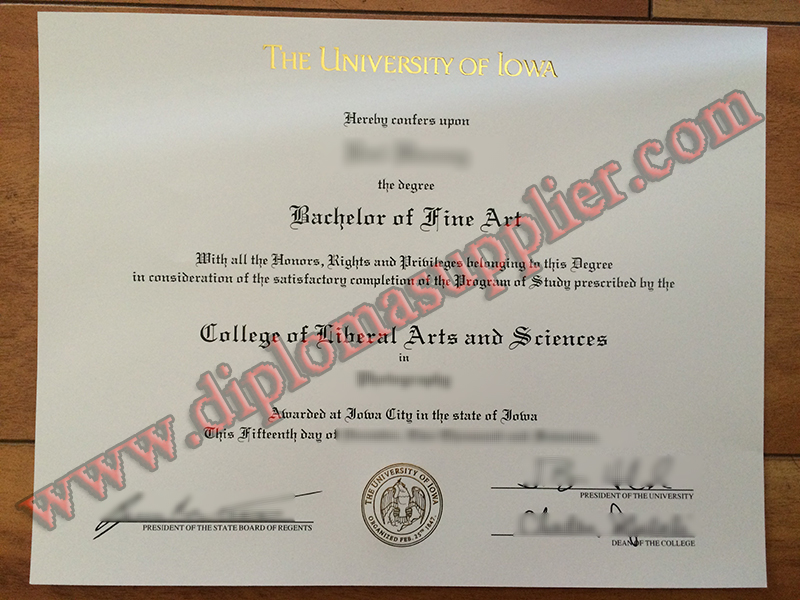 THE UNIVERSITY OF IOWA
Hereby confers upon
the degree
Bachelor of Fine Art
With all the Honors, Rights and Privileges belonging to this Degree
in consideration of the satisfactory completion of the Program of Study prescribed by the
College of Liberal Arts and Sciences
in
Photography
Awarded at Iowa City in the state of Iowa
This Fifteenth day of
THE UNIVERSITY OF IOWA
ORGANIZED FEB. 25TH 1847
PRESIDENT OF THE STATE BOARD OF REGENTS
PRESIDENT OF THE UNIVERSITY
DEAN OF THE COLLEGE
www.diplomasupplier.com